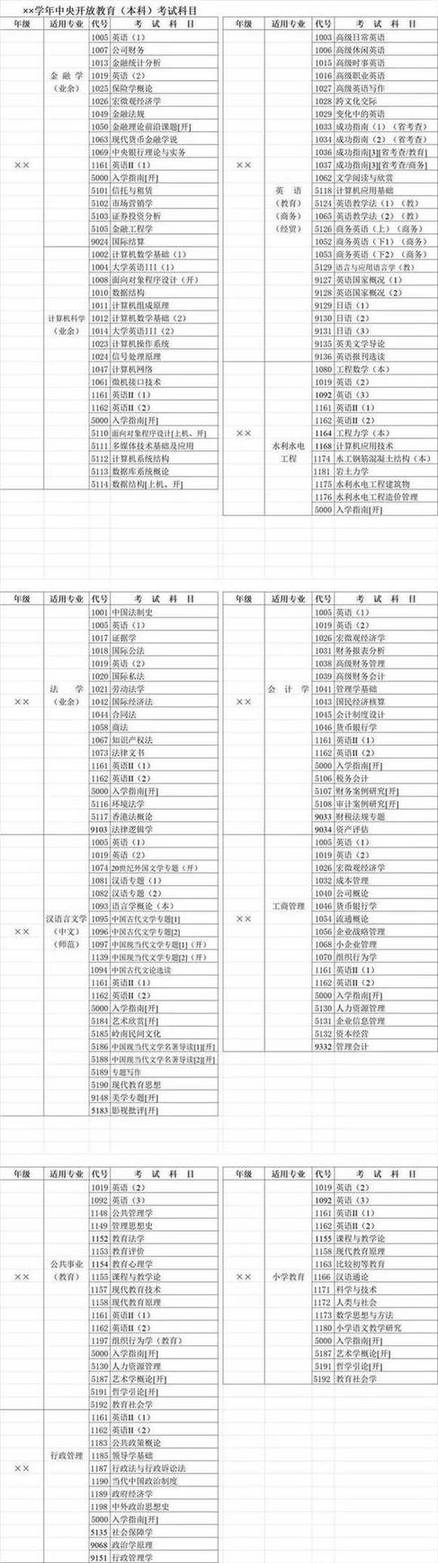 ××学年中央开放教育（本科）考试科目
年级 适用专业 代号 考 试 科 目
×× 金 融 学（业余）
1005 英语（1）
1007 公司财务
1013 金融统计分析
1019 英语（2）
1025 保险学概论
1026 宏微观经济学
1049 金融法规
1050 金融理论前沿课题[开]
1063 现代货币金融学说
1069 中央银行理论与实务
1161 英语II（1）
5000 入学指南[开]
5101 信托与租赁
5102 市场营销学
5103 证券投资分析
5105 金融工程学
9024 国际结算
计算机科学（业余）
1002 计算机数学基础（1）
1004 大学英语III（1）
1008 面向对象程序设计（开）
1010 数据结构
1011 计算机组成原理
1012 计算机数学基础（2）
1014 大学英语III（2）
1023 计算机操作系统
1024 信号处理原理
1047 计算机网络
1061 微机接口技术
1161 英语II（1）
1162 英语II（2）
5000 入学指南[开]
5110 面向对象程序设计[上机、开]
5111 多媒体技术基础及应用
5112 计算机系统结构
5113 数据库系统概论
5114 数据结构[上机、开]
年级 适用专业 代号 考 试 科 目
×× 英 语（教育）（商务）（经贸）
1003 高级日常英语
1006 高级休闲英语
1015 高级时事英语
1016 高级职业英语
1027 高级英语写作
1028 跨文化交际
1029 变化中的英语
1033 成功指南（1）（省考查）
1034 成功指南（2）（省考查）
1036 成功指南[3][省考查/教育]
1037 成功指南[3][省考查/商务]
1062 文学阅读与欣赏
5118 计算机应用基础
5124 英语教学法（1）（教）
1065 英语教学法（2）（教）
5126 商务英语（上）（商务）
1052 商务英语（下1）（商务）
1053 商务英语（下2）（商务）
5129 语言与应用语言学（教）
9127 英语国家概况（1）
9128 英语国家概况（2）
9129 日语（1）
9130 日语（2）
9131 日语（3）
9135 英美文学导论
9136 英语报刊选读
×× 水利水电工程
1080 工程数学（本）
1019 英语（2）
1092 英语（3）
1161 英语II（1）
1162 英语II（2）
1164 工程力学（本）
1168 计算机应用技术
1174 水工钢筋混凝土结构（本）
1181 岩土力学
1175 水利水电工程建筑物
1176 水利水电工程造价管理
5000 入学指南[开]
年级 适用专业 代号 考 试 科 目
×× 法 学（业余）
1001 中国法制史
1005 英语（1）
1017 证据学
1018 国际公法
1019 英语（2）
1020 国际私法
1021 劳动法学
1042 国际经济法
1044 合同法
1058 商法
1067 知识产权法
1073 法律文书
1161 英语II（1）
1162 英语II（2）
5000 入学指南[开]
5116 环境法学
5117 香港法概论
9103 法律逻辑学
×× 汉语言文学（中文）（师范）
1005 英语（1）
1019 英语（2）
1074 20世纪外国文学专题（开）
1081 汉语专题（1）
1082 汉语专题（2）
1093 语言学概论（本）
1095 中国古代文学专题[1]
1096 中国古代文学专题[2]
1097 中国现当代文学专题[1]（开）
1139 中国现当代文学专题[2]（开）
1094 中国古代文论选读
1161 英语II（1）
1162 英语II（2）
5000 入学指南[开]
5184 艺术欣赏[开]
5185 岭南民间文化
5186 中国现当代文学名著导读[1][开]
5188 中国现当代文学名著导读[2][开]
5189 专题写作
5190 现代教育思想
9148 美学专题[开]
5183 影视批评[开]
年级 适用专业 代号 考 试 科 目
×× 会 计 学
1005 英语（1）
1019 英语（2）
1026 宏微观经济学
1031 财务报表分析
1038 高级财务管理
1039 高级财务会计
1041 管理学基础
1043 国民经济核算
1045 会计制度设计
1046 货币银行学
1161 英语II（1）
1162 英语II（2）
5000 入学指南[开]
5106 税务会计
5107 财务案例研究[开]
5108 审计案例研究[开]
9033 财税法规专题
9034 资产评估
×× 工商管理
1005 英语（1）
1019 英语（2）
1026 宏微观经济学
1032 成本管理
1040 公司概论
1046 货币银行学
1054 流通概论
1056 企业战略管理
1068 小企业管理
1070 组织行为学
1161 英语II（1）
1162 英语II（2）
5000 入学指南[开]
5130 人力资源管理
5131 企业信息管理
5132 资本经营
9332 管理会计
年级 适用专业 代号 考 试 科 目
×× 公共事业（教育）
1019 英语（2）
1092 英语（3）
1148 公共管理学
1149 管理思想史
1152 教育法学
1153 教育评价
1154 教育心理学
1155 课程与教学论
1157 现代教育技术
1158 现代教育原理
1161 英语II（1）
1162 英语II（2）
1197 组织行为学（教育）
5000 入学指南[开]
5130 人力资源管理
5187 艺术学概论[开]
5191 哲学引论[开]
5192 教育社会学
×× 行政管理
1161 英语II（1）
1162 英语II（2）
1183 公共政策概论
1185 领导学基础
1187 行政法与行政诉讼法
1190 当代中国政治制度
1189 政府经济学
1198 中外政治思想史
5000 入学指南[开]
5135 社会保障学
9068 政治学原理
9151 行政管理学
年级 适用专业 代号 考 试 科 目
×× 小学教育
1019 英语（2）
1092 英语（3）
1161 英语II（1）
1162 英语II（2）
1155 课程与教学论
1158 现代教育原理
1163 比较初等教育
1166 汉语通论
1171 科学与技术
1172 人类与社会
1173 数学思想与方法
1180 小学语文教学研究
5000 入学指南[开]
5187 艺术学概论[开]
5191 哲学引论[开]
5192 教育社会学